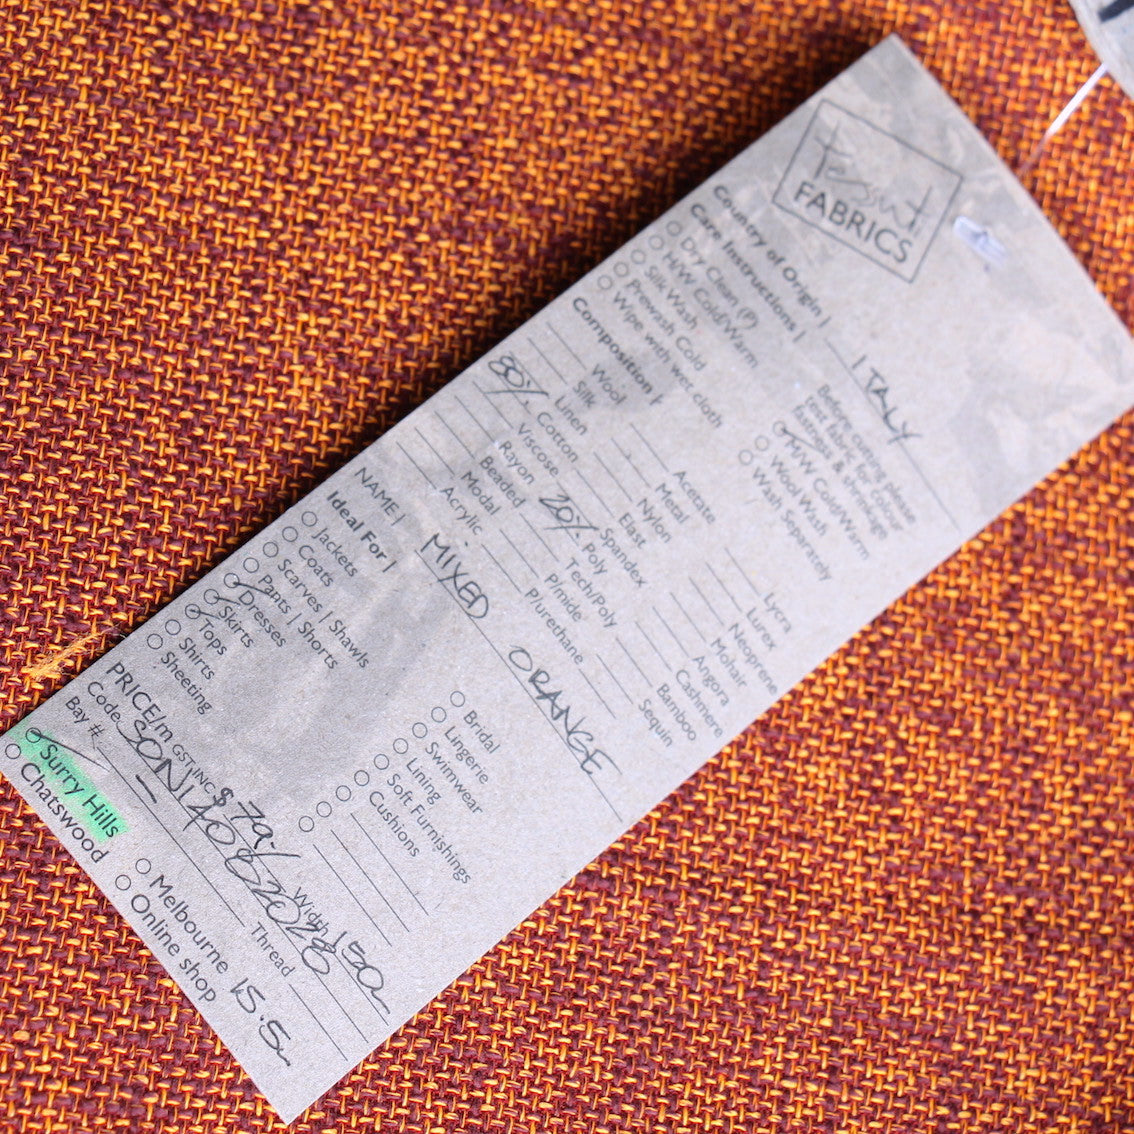 Tessuti
FABRICS
Country of Origin | ITALY
Care Instructions |
Dry Clean (P)
H/W Cold/Warm
Silk Wash
Prewash Cold
Wipe with wet cloth
Before cutting please
test fabric for colour
fastness & shrinkage
H/W Cold/Warm
Wool Wash
Wash Separately
Composition |
Wool
Silk
Linen
80% Cotton
Viscose
Rayon
Beaded
Modal
Acrylic
Acetate
Metal
Nylon
Elast
Spandex
20% Poly
Tech/Poly
P/mide
P/urethane
Lycra
Lurex
Neoprene
Mohair
Angora
Cashmere
Bamboo
Sequin
NAME | MIXED ORANGE
Ideal For |
Jackets
Coats
Scarves | Shawls
Pants | Shorts
Dresses
Skirts
Tops
Shirts
Sheeting
Bridal
Lingerie
Swimwear
Lining
Soft Furnishings
Cushions
PRICE/m GST INC $79-/ Width 150
Code SONI 40862028
Bay # Thread
Surry Hills
Chatswood
Melbourne 15.5
Online shop